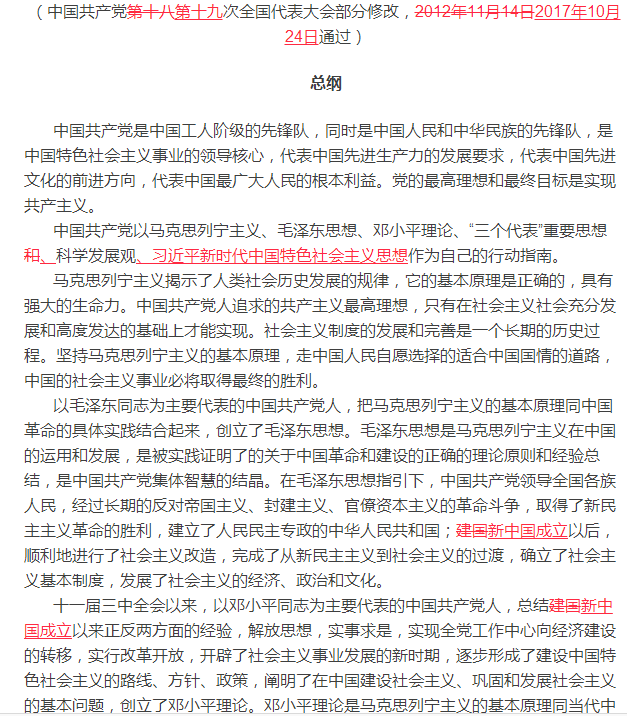 （中国共产党第十八第十九次全国代表大会部分修改，2012年11月14日2017年10月
24日通过）
总纲
中国共产党是中国工人阶级的先锋队，同时是中国人民和中华民族的先锋队，是
中国特色社会主义事业的领导核心，代表中国先进生产力的发展要求，代表中国先进
文化的前进方向，代表中国最广大人民的根本利益。党的最高理想和最终目标是实现
共产主义。
中国共产党以马克思列宁主义、毛泽东思想、邓小平理论、“三个代表”重要思想
和、科学发展观、习近平新时代中国特色社会主义思想作为自己的行动指南。
马克思列宁主义揭示了人类社会历史发展的规律，它的基本原理是正确的，具有
强大的生命力。中国共产党人追求的共产主义最高理想，只有在社会主义社会充分发
展和高度发达的基础上才能实现。社会主义制度的发展和完善是一个长期的历史过
程。坚持马克思列宁主义的基本原理，走中国人民自愿选择的适合中国国情的道路，
中国的社会主义事业必将取得最终的胜利。
以毛泽东同志为主要代表的中国共产党人，把马克思列宁主义的基本原理同中国
革命的具体实践结合起来，创立了毛泽东思想。毛泽东思想是马克思列宁主义在中国
的运用和发展，是被实践证明了的关于中国革命和建设的正确的理论原则和经验总
结，是中国共产党集体智慧的结晶。在毛泽东思想指引下，中国共产党领导全国各族
人民，经过长期的反对帝国主义、封建主义、官僚资本主义的革命斗争，取得了新民
主主义革命的胜利，建立了人民民主专政的中华人民共和国；建国新中国成立以后，
顺利地进行了社会主义改造，完成了从新民主主义到社会主义的过渡，确立了社会主
义基本制度，发展了社会主义的经济、政治和文化。
十一届三中全会以来，以邓小平同志为主要代表的中国共产党人，总结建国新中
国成立以来正反两方面的经验，解放思想，实事求是，实现全党工作中心向经济建设
的转移，实行改革开放，开辟了社会主义事业发展的新时期，逐步形成了建设中国特
色社会主义的路线、方针、政策，阐明了在中国建设社会主义、巩固和发展社会主义
的基本问题，创立了邓小平理论。邓小平理论是马克思列宁主义的基本原理同当代中